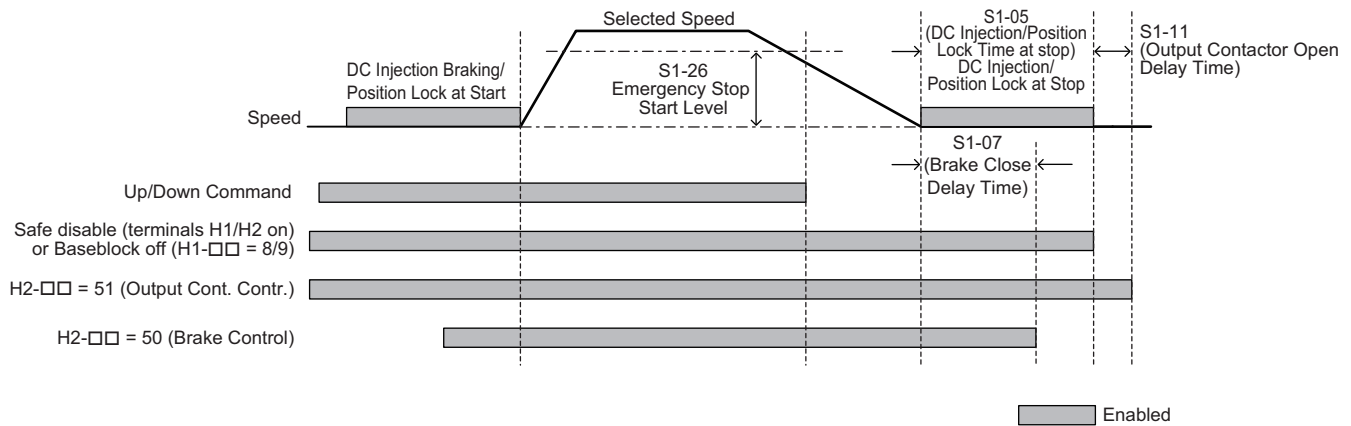 Selected Speed
S1-05
(DC Injection/Position
Lock Time at stop)
DC Injection/
Position Lock at Stop
S1-11
(Output Contactor Open
Delay Time)
DC Injection Braking/
Position Lock at Start
S1-26
Emergency Stop
Start Level
Speed
S1-07
(Brake Close
Delay Time)
Up/Down Command
Safe disable (terminals H1/H2 on)
or Baseblock off (H1-□□ = 8/9)
H2-□□ = 51 (Output Cont. Contr.)
H2-□□ = 50 (Brake Control)
Enabled